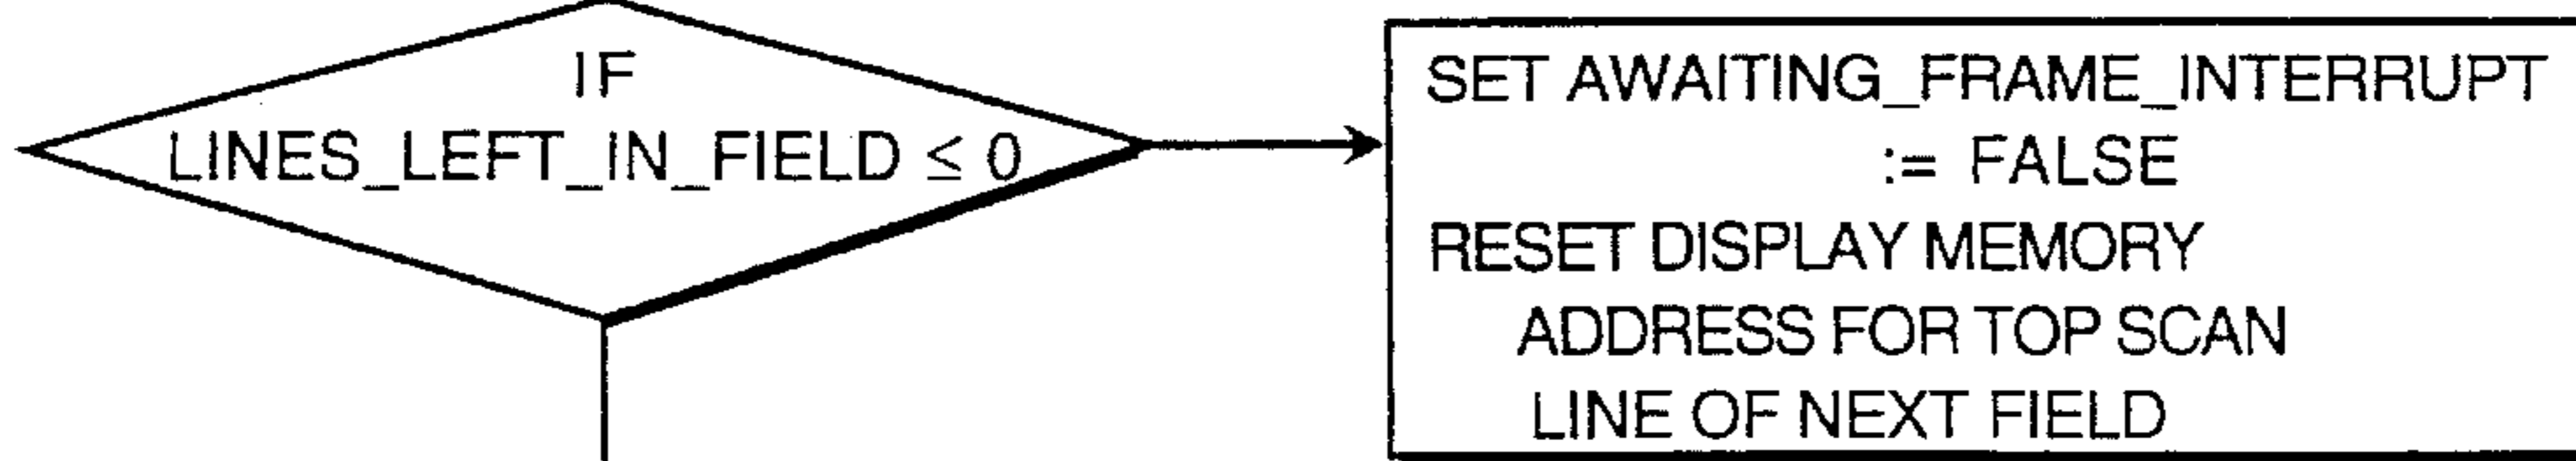 IF
LINES_LEFT_IN_FIELD ≤ 0
SET AWAITING_FRAME_INTERRUPT
:= FALSE
RESET DISPLAY MEMORY
ADDRESS FOR TOP SCAN
LINE OF NEXT FIELD